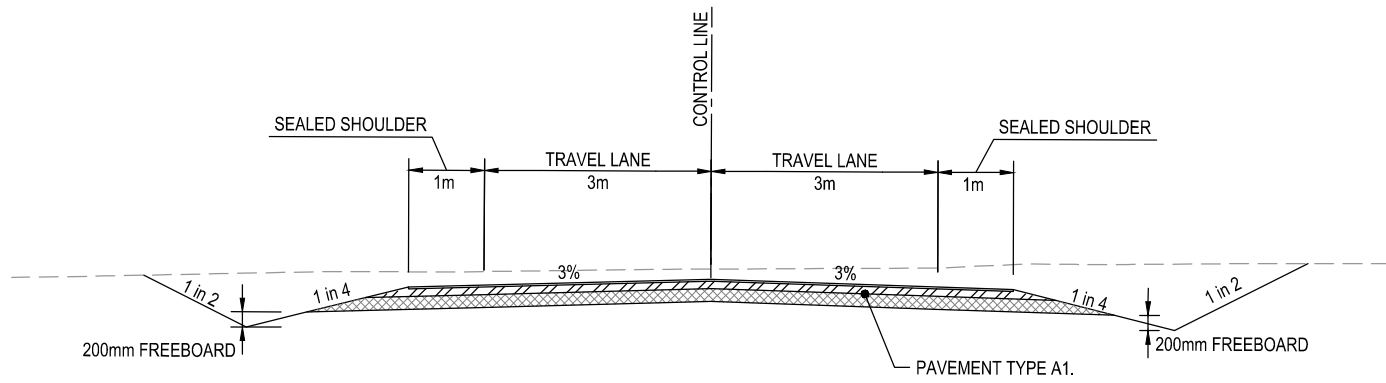 CONTROL LINE
SEALED SHOULDER
SEALED SHOULDER
TRAVEL LANE
TRAVEL LANE
1m
3m
3m
1m
3%
3%
1 in 2
1 in 4
1 in 4
1 in 2
200mm FREEBOARD
200mm FREEBOARD
PAVEMENT TYPE A1.